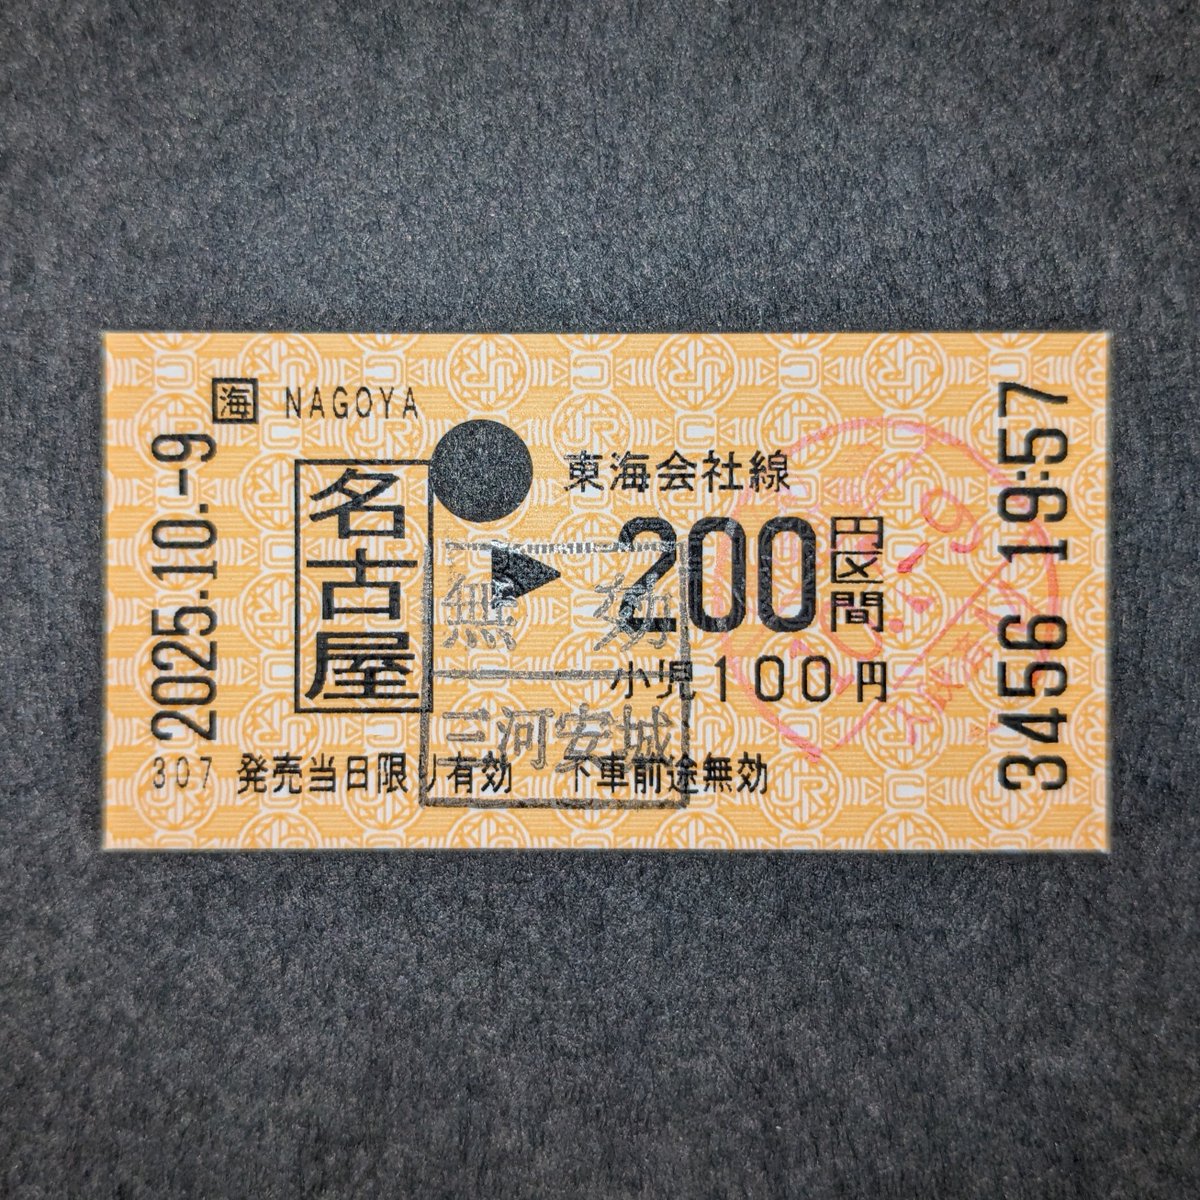 海 NAGOYA
2025.10.-9
名古屋
東海会社線
▶ 200円区間
小児100円
307 発売当日限り有効 下車前途無効
3456 19:57
無効
三河安城
10.-9